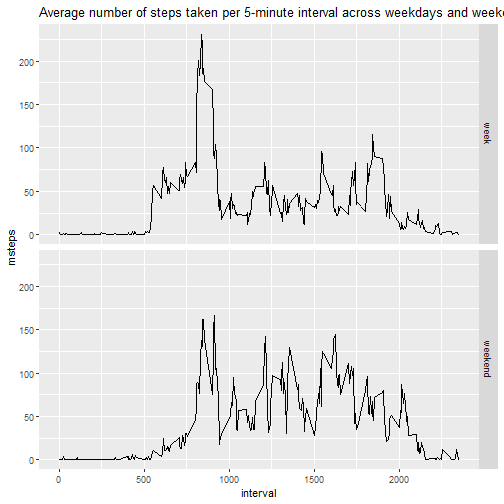 Average number of steps taken per 5-minute interval across weekdays and weeke
200
150
100
50
0
week
msteps
200
150
100
50
0
weekend
0 500 1000 1500 2000
interval